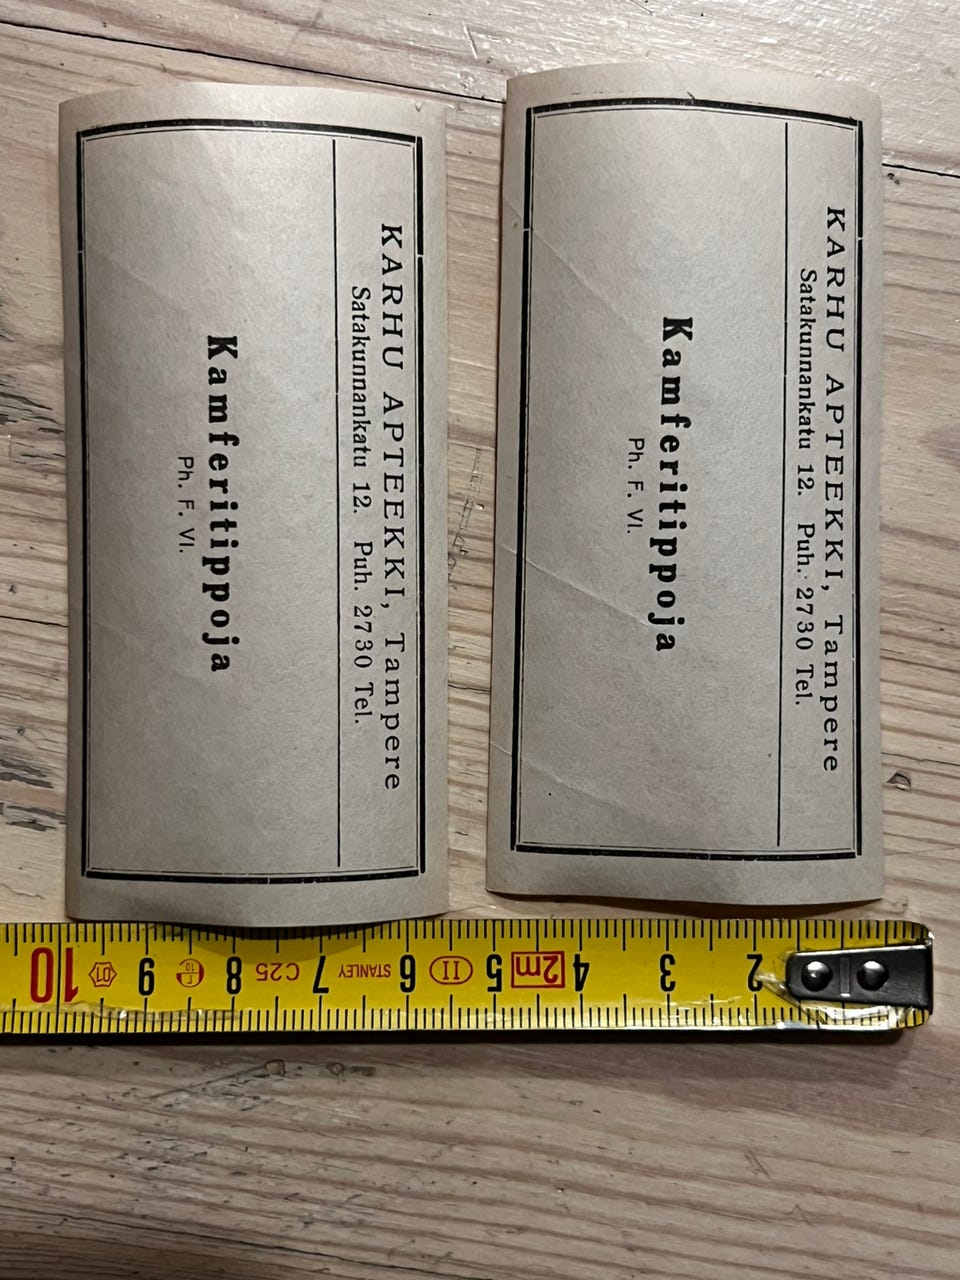 KARHU APTEEKKI, Tampere
Satakunnankatu 12. Puh. 2730 Tel.
Kamferitippoja
Ph. F. VI.
KARHU APTEEKKI, Tampere
Satakunnankatu 12. Puh. 2730 Tel.
Kamferitippoja
Ph. F. VI.
2 3 4 2m 5 II 6 STANLEY 7 C25 8 9 10